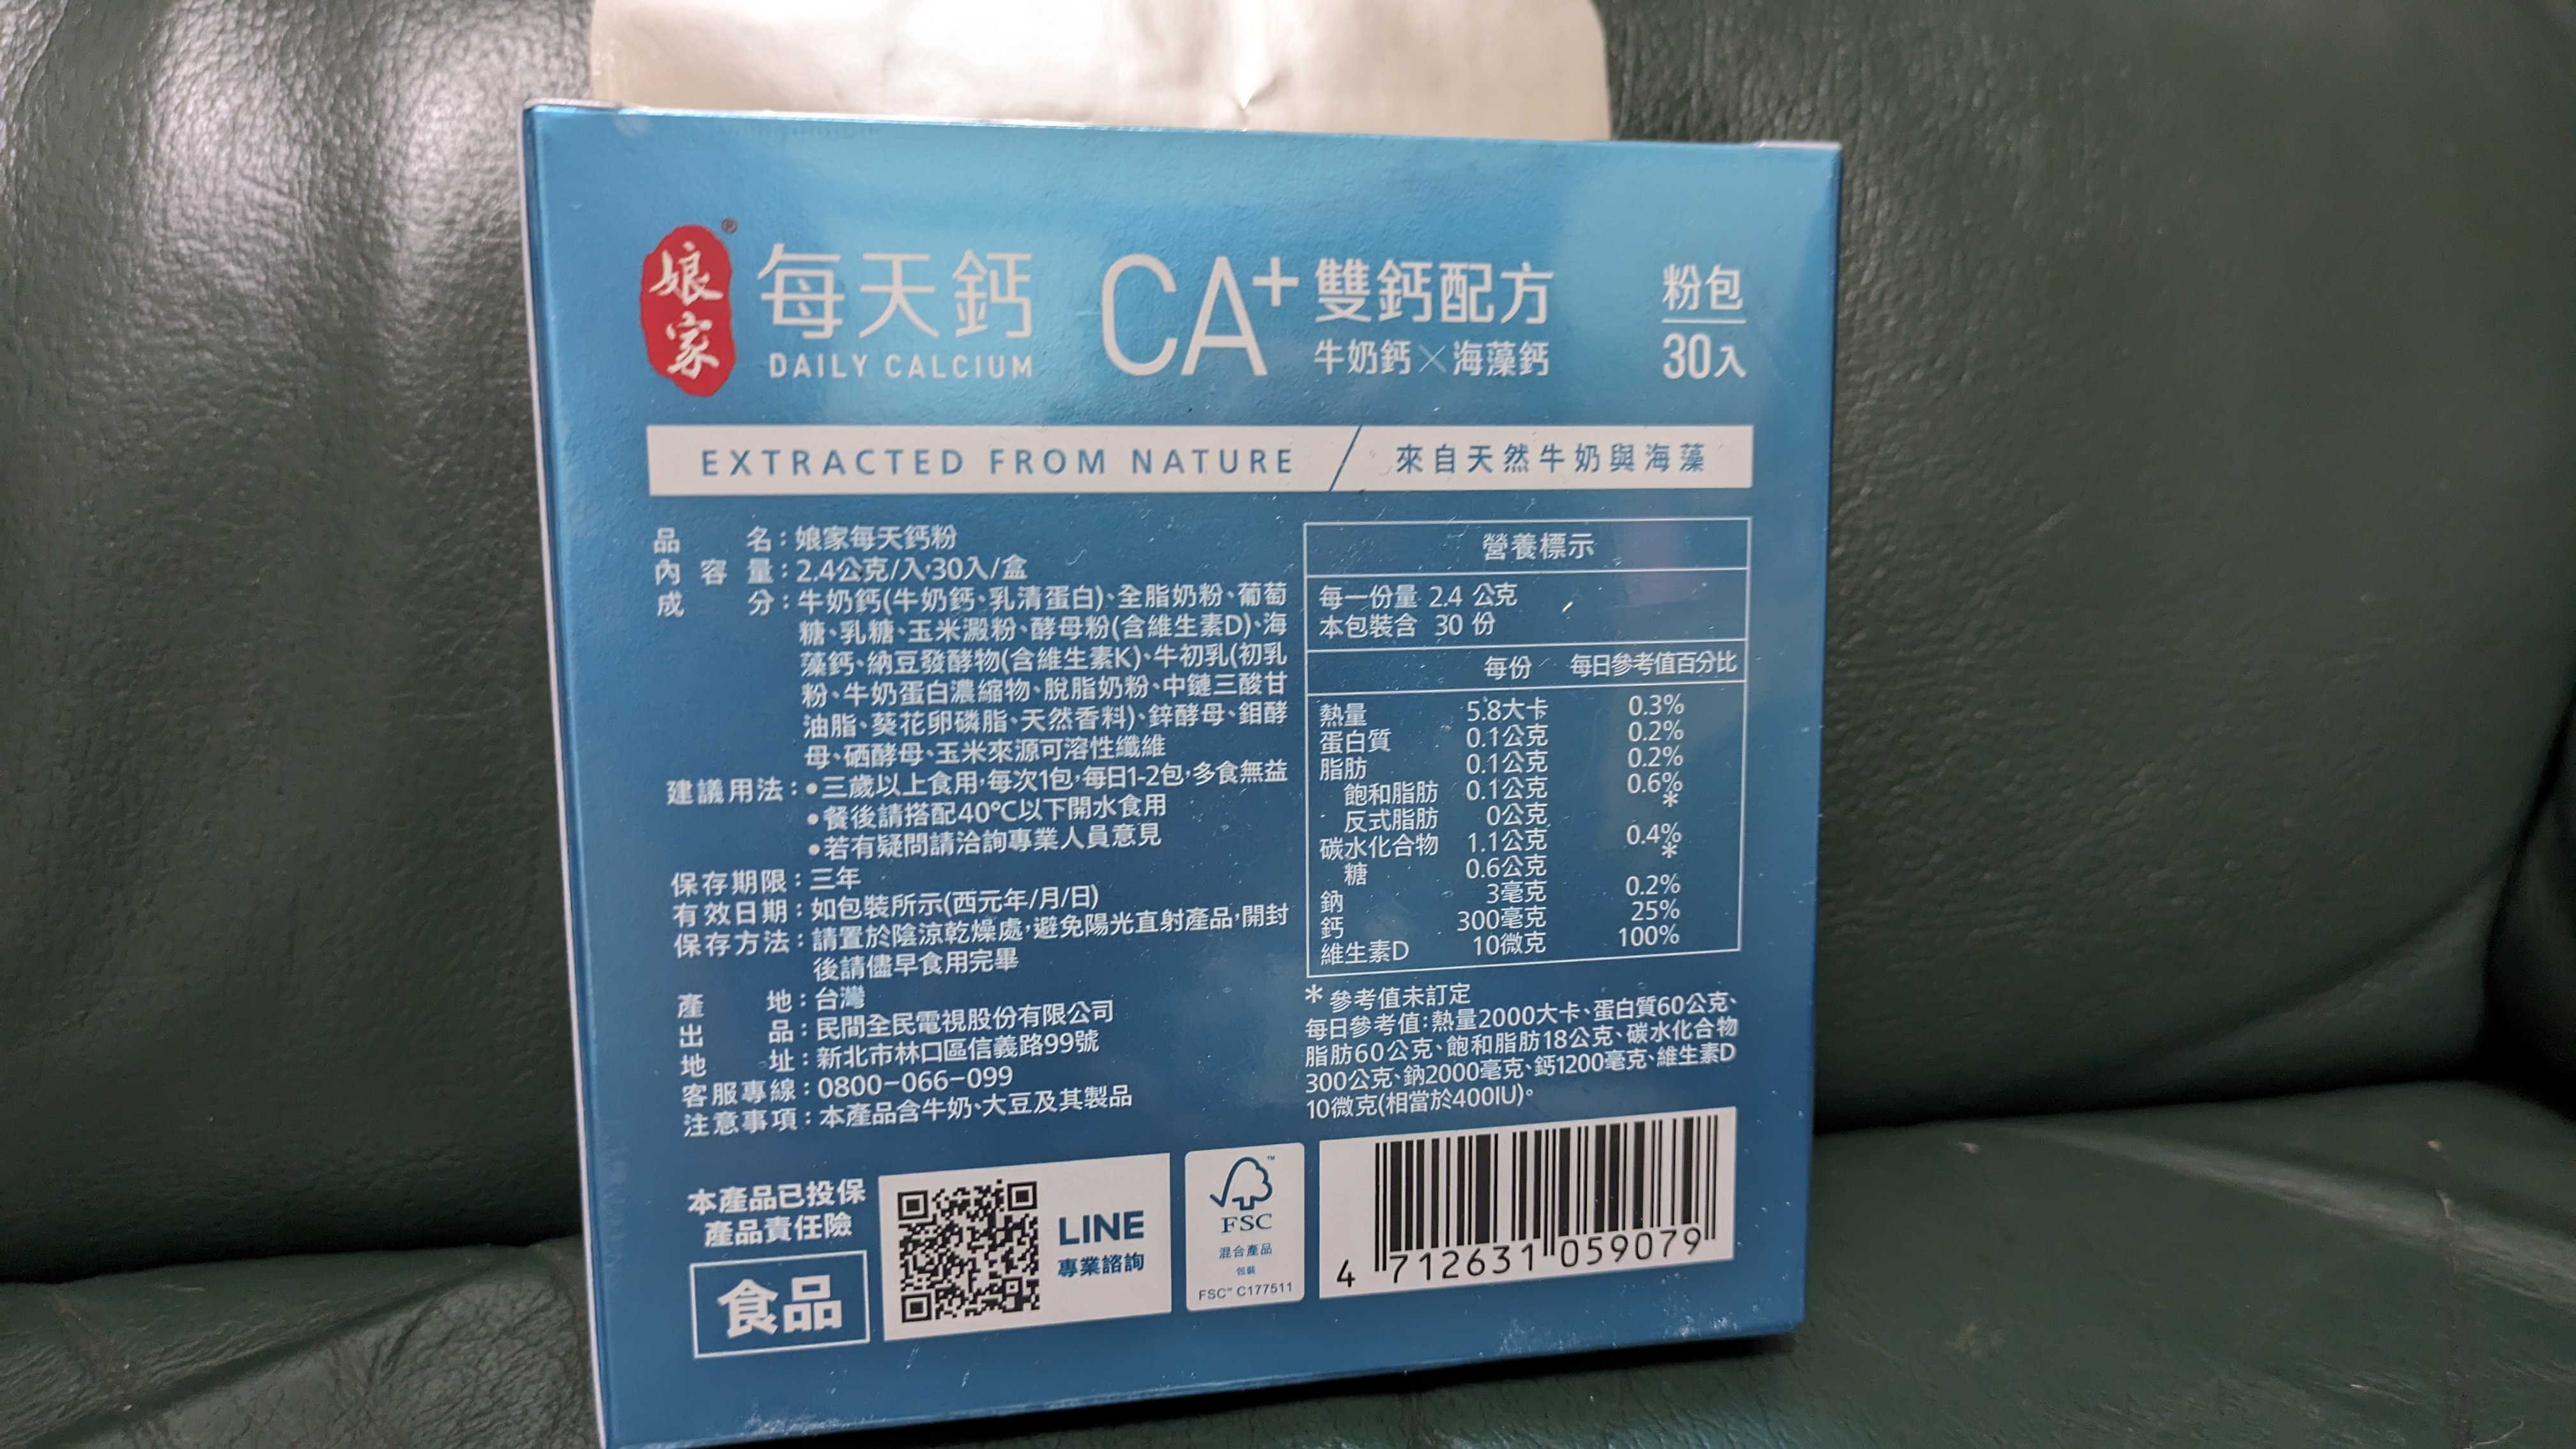 娘家®
每天鈣
DAILY CALCIUM
CA+
雙鈣配方
牛奶鈣×海藻鈣
粉包
30入
EXTRACTED FROM NATURE / 來自天然牛奶與海藻
品名：娘家每天鈣粉
內容量：2.4公克/入，30入/盒
成分：牛奶鈣(牛奶鈣、乳清蛋白)、全脂奶粉、葡萄
糖、乳糖、玉米澱粉、酵母粉(含維生素D)、海
藻鈣、納豆發酵物(含維生素K)、牛初乳(初乳
粉、牛奶蛋白濃縮物、脫脂奶粉、中鏈三酸甘
油脂、葵花卵磷脂、天然香料)、鋅酵母、鉬酵
母、硒酵母、玉米來源可溶性纖維
建議用法：•三歲以上食用，每次1包，每日1-2包，多食無益
•餐後請搭配40℃以下開水食用
•若有疑問請洽詢專業人員意見
保存期限：三年
有效日期：如包裝所示(西元年/月/日)
保存方法：請置於陰涼乾燥處，避免陽光直射產品，開封
後請儘早食用完畢
產地：台灣
出品：民間全民電視股份有限公司
地址：新北市林口區信義路99號
客服專線：0800-066-099
注意事項：本產品含牛奶、大豆及其製品
營養標示
每一份量 2.4 公克
本包裝含 30 份
每份 每日參考值百分比
熱量 5.8大卡 0.3%
蛋白質 0.1公克 0.2%
脂肪 0.1公克 0.2%
飽和脂肪 0.1公克 0.6%
反式脂肪 0公克 *
碳水化合物 1.1公克 0.4%
糖 0.6公克 *
鈉 3毫克 0.2%
鈣 300毫克 25%
維生素D 10微克 100%
* 參考值未訂定
每日參考值：熱量2000大卡、蛋白質60公克、
脂肪60公克、飽和脂肪18公克、碳水化合物
300公克、鈉2000毫克、鈣1200毫克、維生素D
10微克(相當於400IU)。
本產品已投保
產品責任險
食品
LINE
專業諮詢
FSC™
混合產品
包裝
FSC™ C177511
4 712631 059079